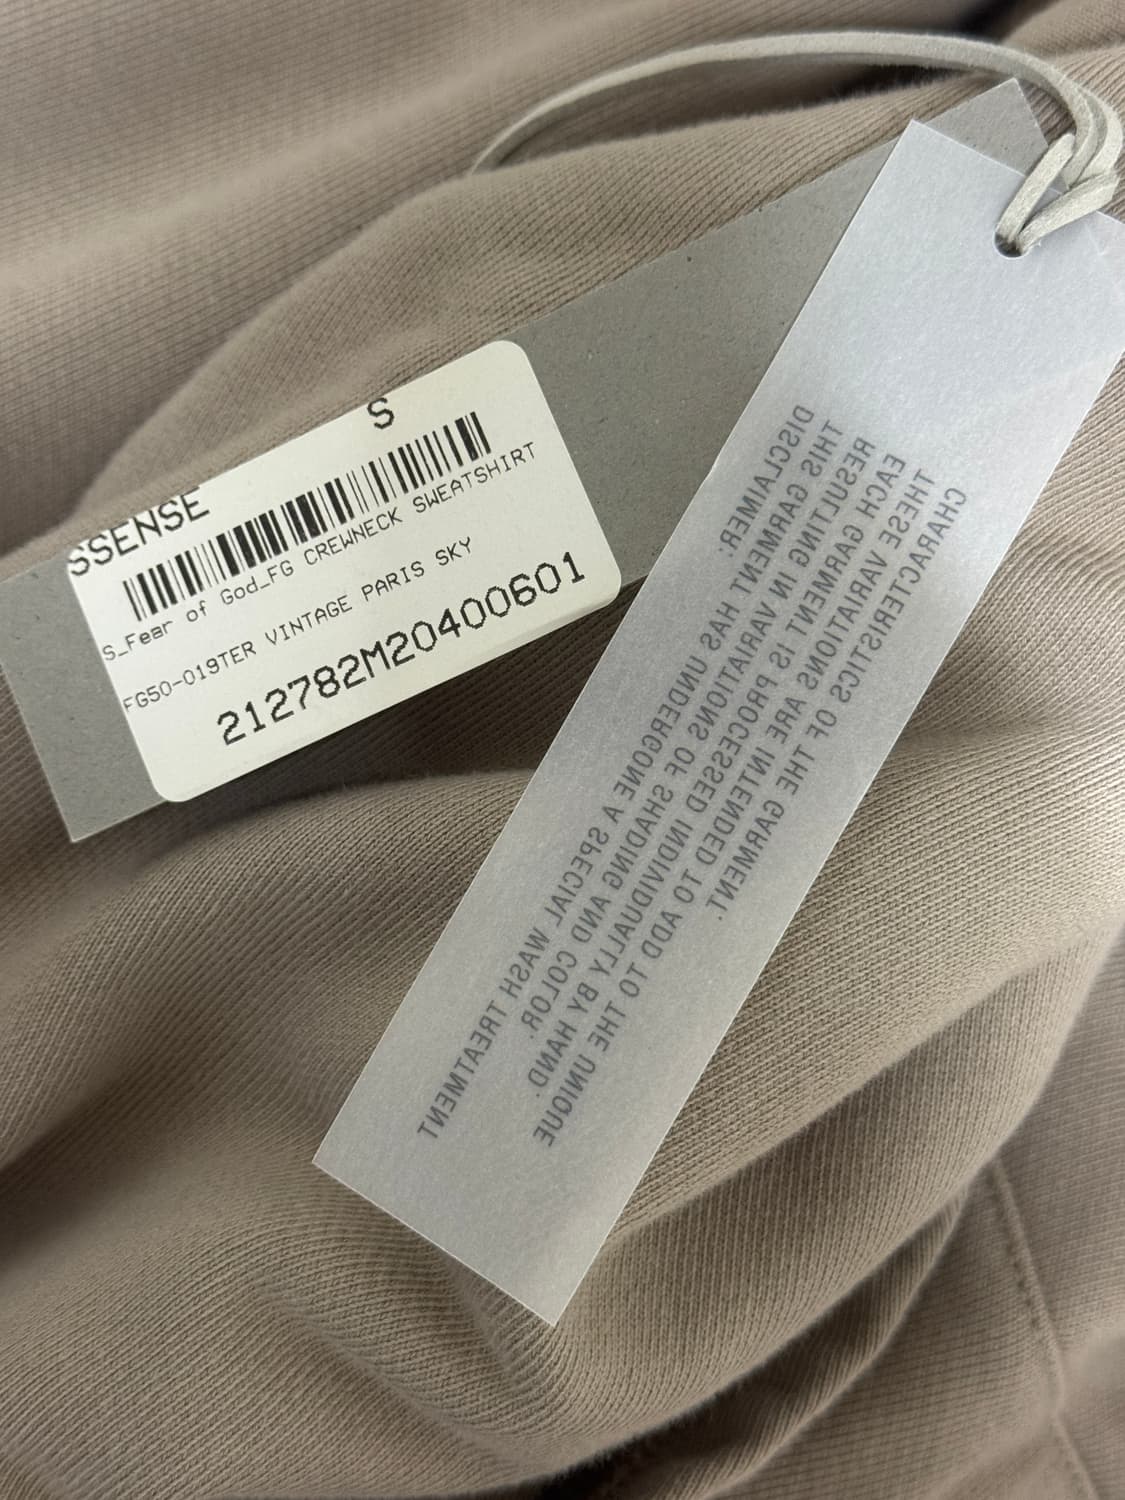 S
SSENSE
S_Fear of God_FG CREWNECK SWEATSHIRT
FG50-019TER VINTAGE PARIS SKY
212782M20400601
DISCLAIMER:
THIS GARMENT HAS UNDERGONE A SPECIAL WASH TREATMENT
RESULTING IN VARIATIONS OF SHADING AND COLOR.
EACH GARMENT IS PROCESSED INDIVIDUALLY BY HAND.
THESE VARIATIONS ARE INTENDED TO ADD TO THE UNIQUE
CHARACTERISTICS OF THE GARMENT.